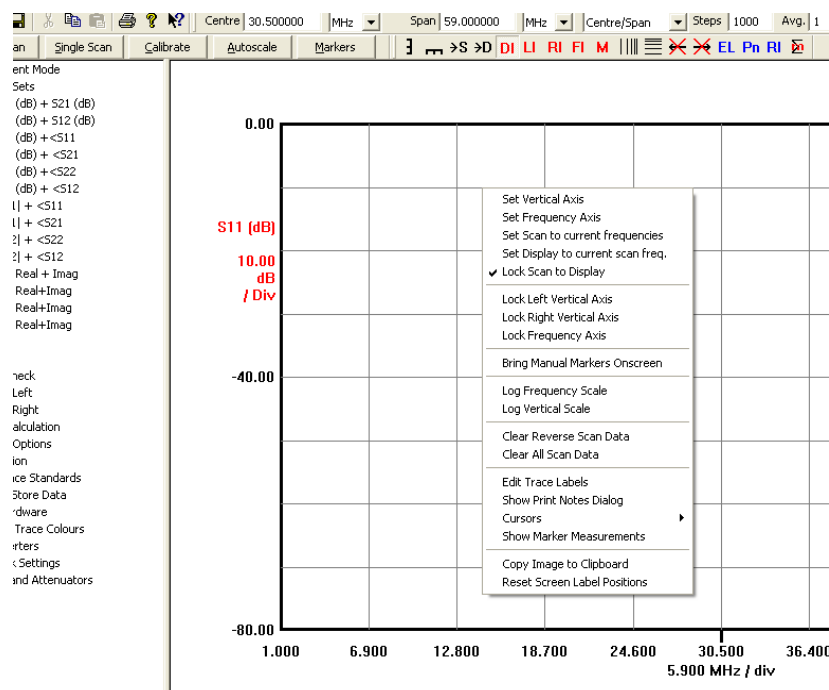 Centre 30.500000 MHz Span 59.000000 MHz Centre/Span Steps 1000 Avg. 1
an Single Scan Calibrate Autoscale Markers }S }D DI LI RI FI M EL Pn RI
ent Mode
Sets
(dB) + S21 (dB)
(dB) + S12 (dB)
(dB) +<S11
(dB) + <S21
(dB) +<S22
(dB) +<S12
1| + <S11
1| + <S21
2| + <S22
2| + <S12
Real + Imag
Real+Imag
Real+Imag
Real+Imag
heck
Left
Right
alculation
Options
ion
ce Standards
Store Data
rdware
Trace Colours
erters
k Settings
and Attenuators
0.00
S11 (dB)
10.00
dB
/ Div
-40.00
-80.00
Set Vertical Axis
Set Frequency Axis
Set Scan to current frequencies
Set Display to current scan freq.
Lock Scan to Display
Lock Left Vertical Axis
Lock Right Vertical Axis
Lock Frequency Axis
Bring Manual Markers Onscreen
Log Frequency Scale
Log Vertical Scale
Clear Reverse Scan Data
Clear All Scan Data
Edit Trace Labels
Show Print Notes Dialog
Cursors
Show Marker Measurements
Copy Image to Clipboard
Reset Screen Label Positions
1.000 6.900 12.800 18.700 24.600 30.500 36.400
5.900 MHz / div